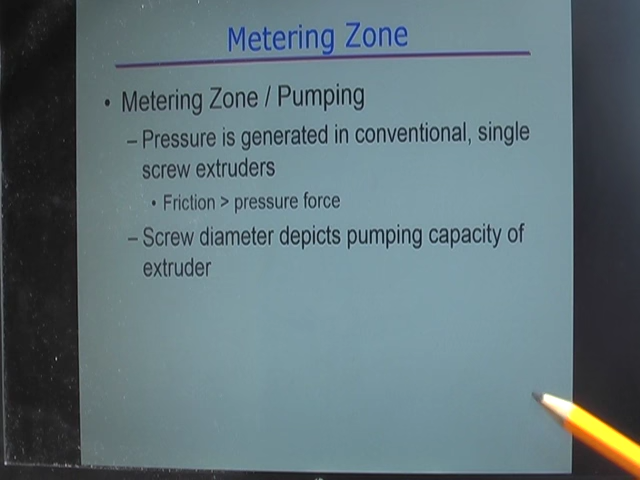 Metering Zone
• Metering Zone / Pumping
– Pressure is generated in conventional, single
screw extruders
• Friction > pressure force
– Screw diameter depicts pumping capacity of
extruder